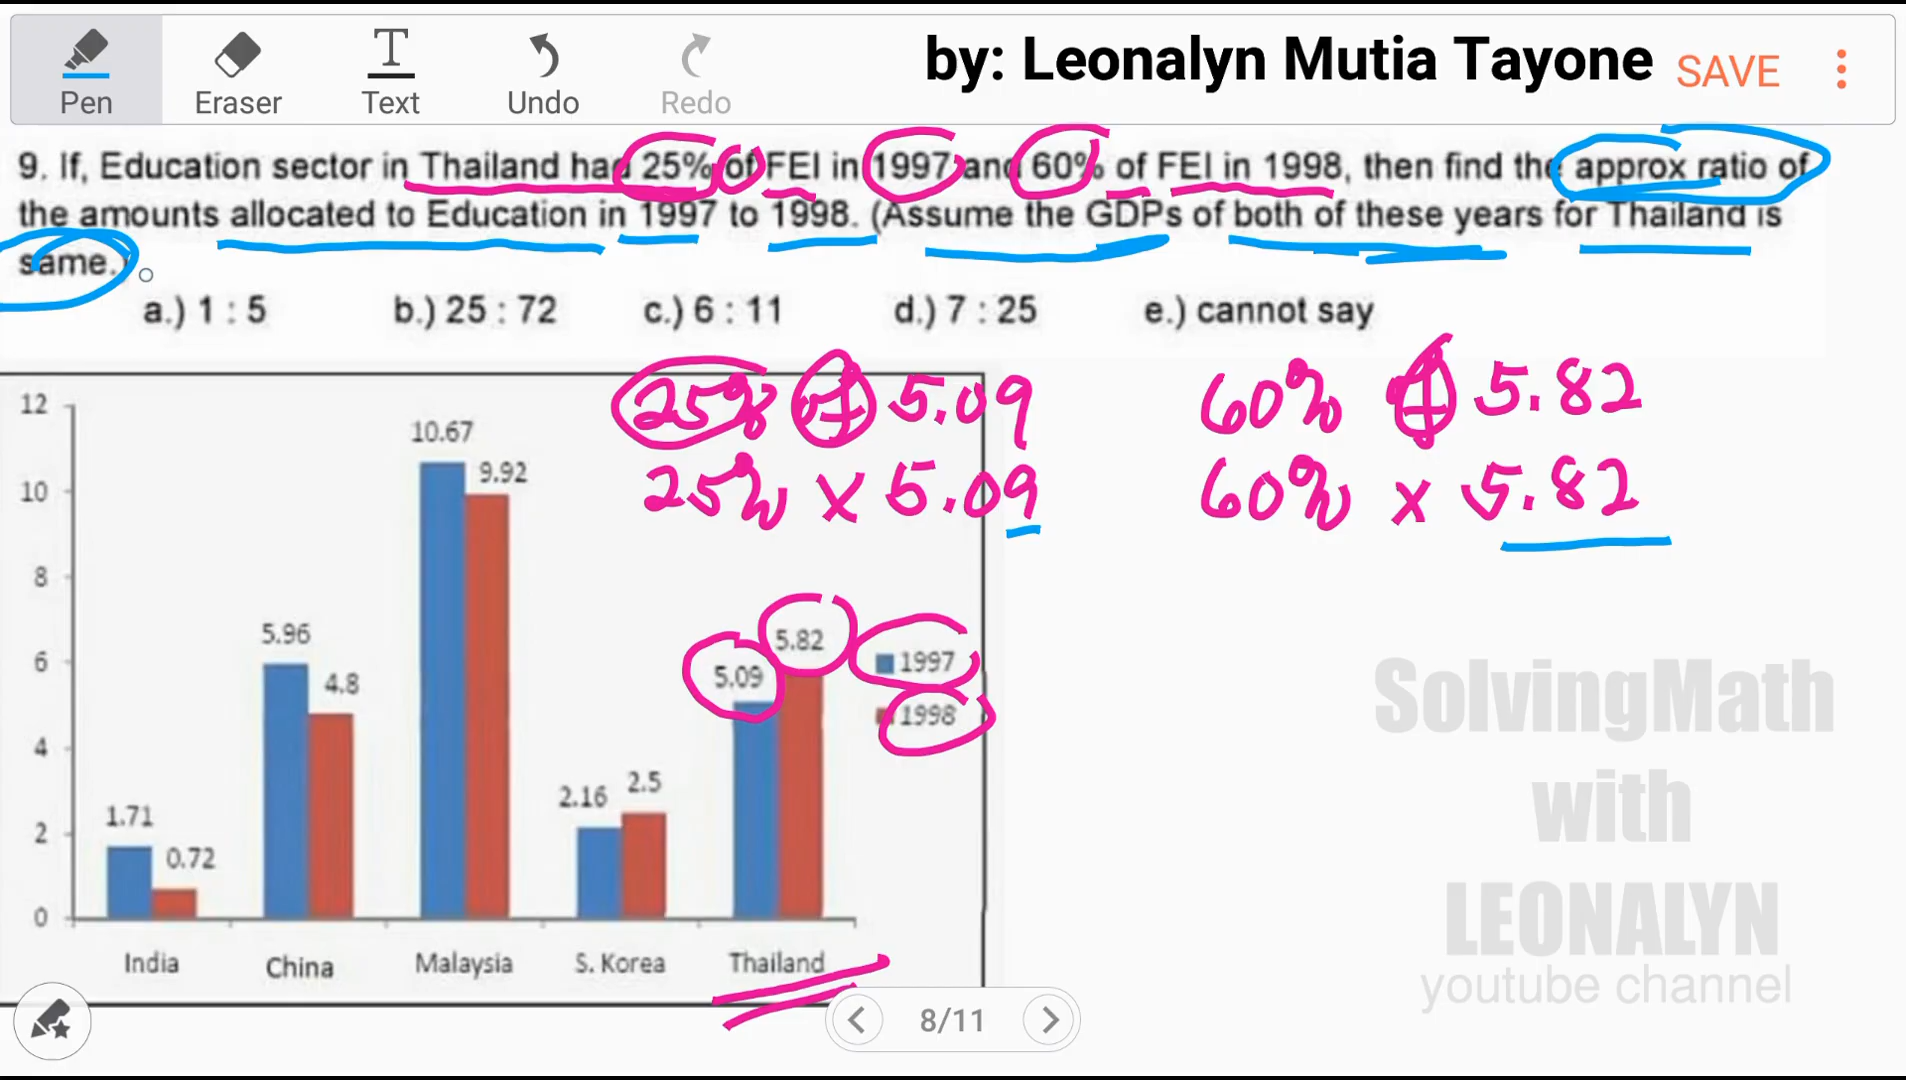 by: Leonalyn Mutia Tayone
SAVE
Pen
Eraser
Text
Undo
Redo
9. If, Education sector in Thailand had 25% of FEI in 1997 and 60% of FEI in 1998, then find the approx ratio of
the amounts allocated to Education in 1997 to 1998. (Assume the GDPs of both of these years for Thailand is
same.)
a.) 1 : 5 b.) 25 : 72 c.) 6 : 11 d.) 7 : 25 e.) cannot say
25% of 5.09
60% of 5.82
25% x 5.09
60% x 5.82
12
10
8
6
4
2
0
1.71
0.72
5.96
4.8
10.67
9.92
2.16
2.5
5.09
5.82
1997
1998
India
China
Malaysia
S. Korea
Thailand
SolvingMath
with
LEONALYN
youtube channel
8/11